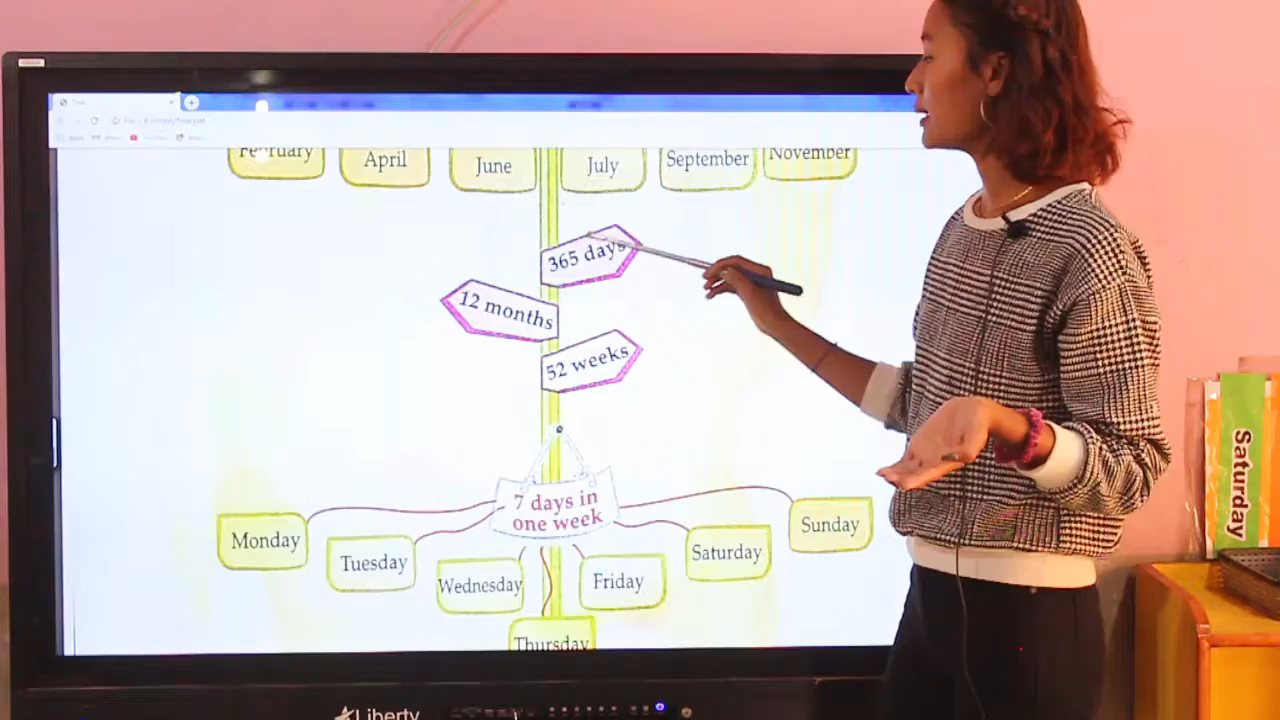 February
April
June
July
September
November
365 days
12 months
52 weeks
7 days in
one week
Monday
Tuesday
Wednesday
Thursday
Friday
Saturday
Sunday
Saturday
Liberty